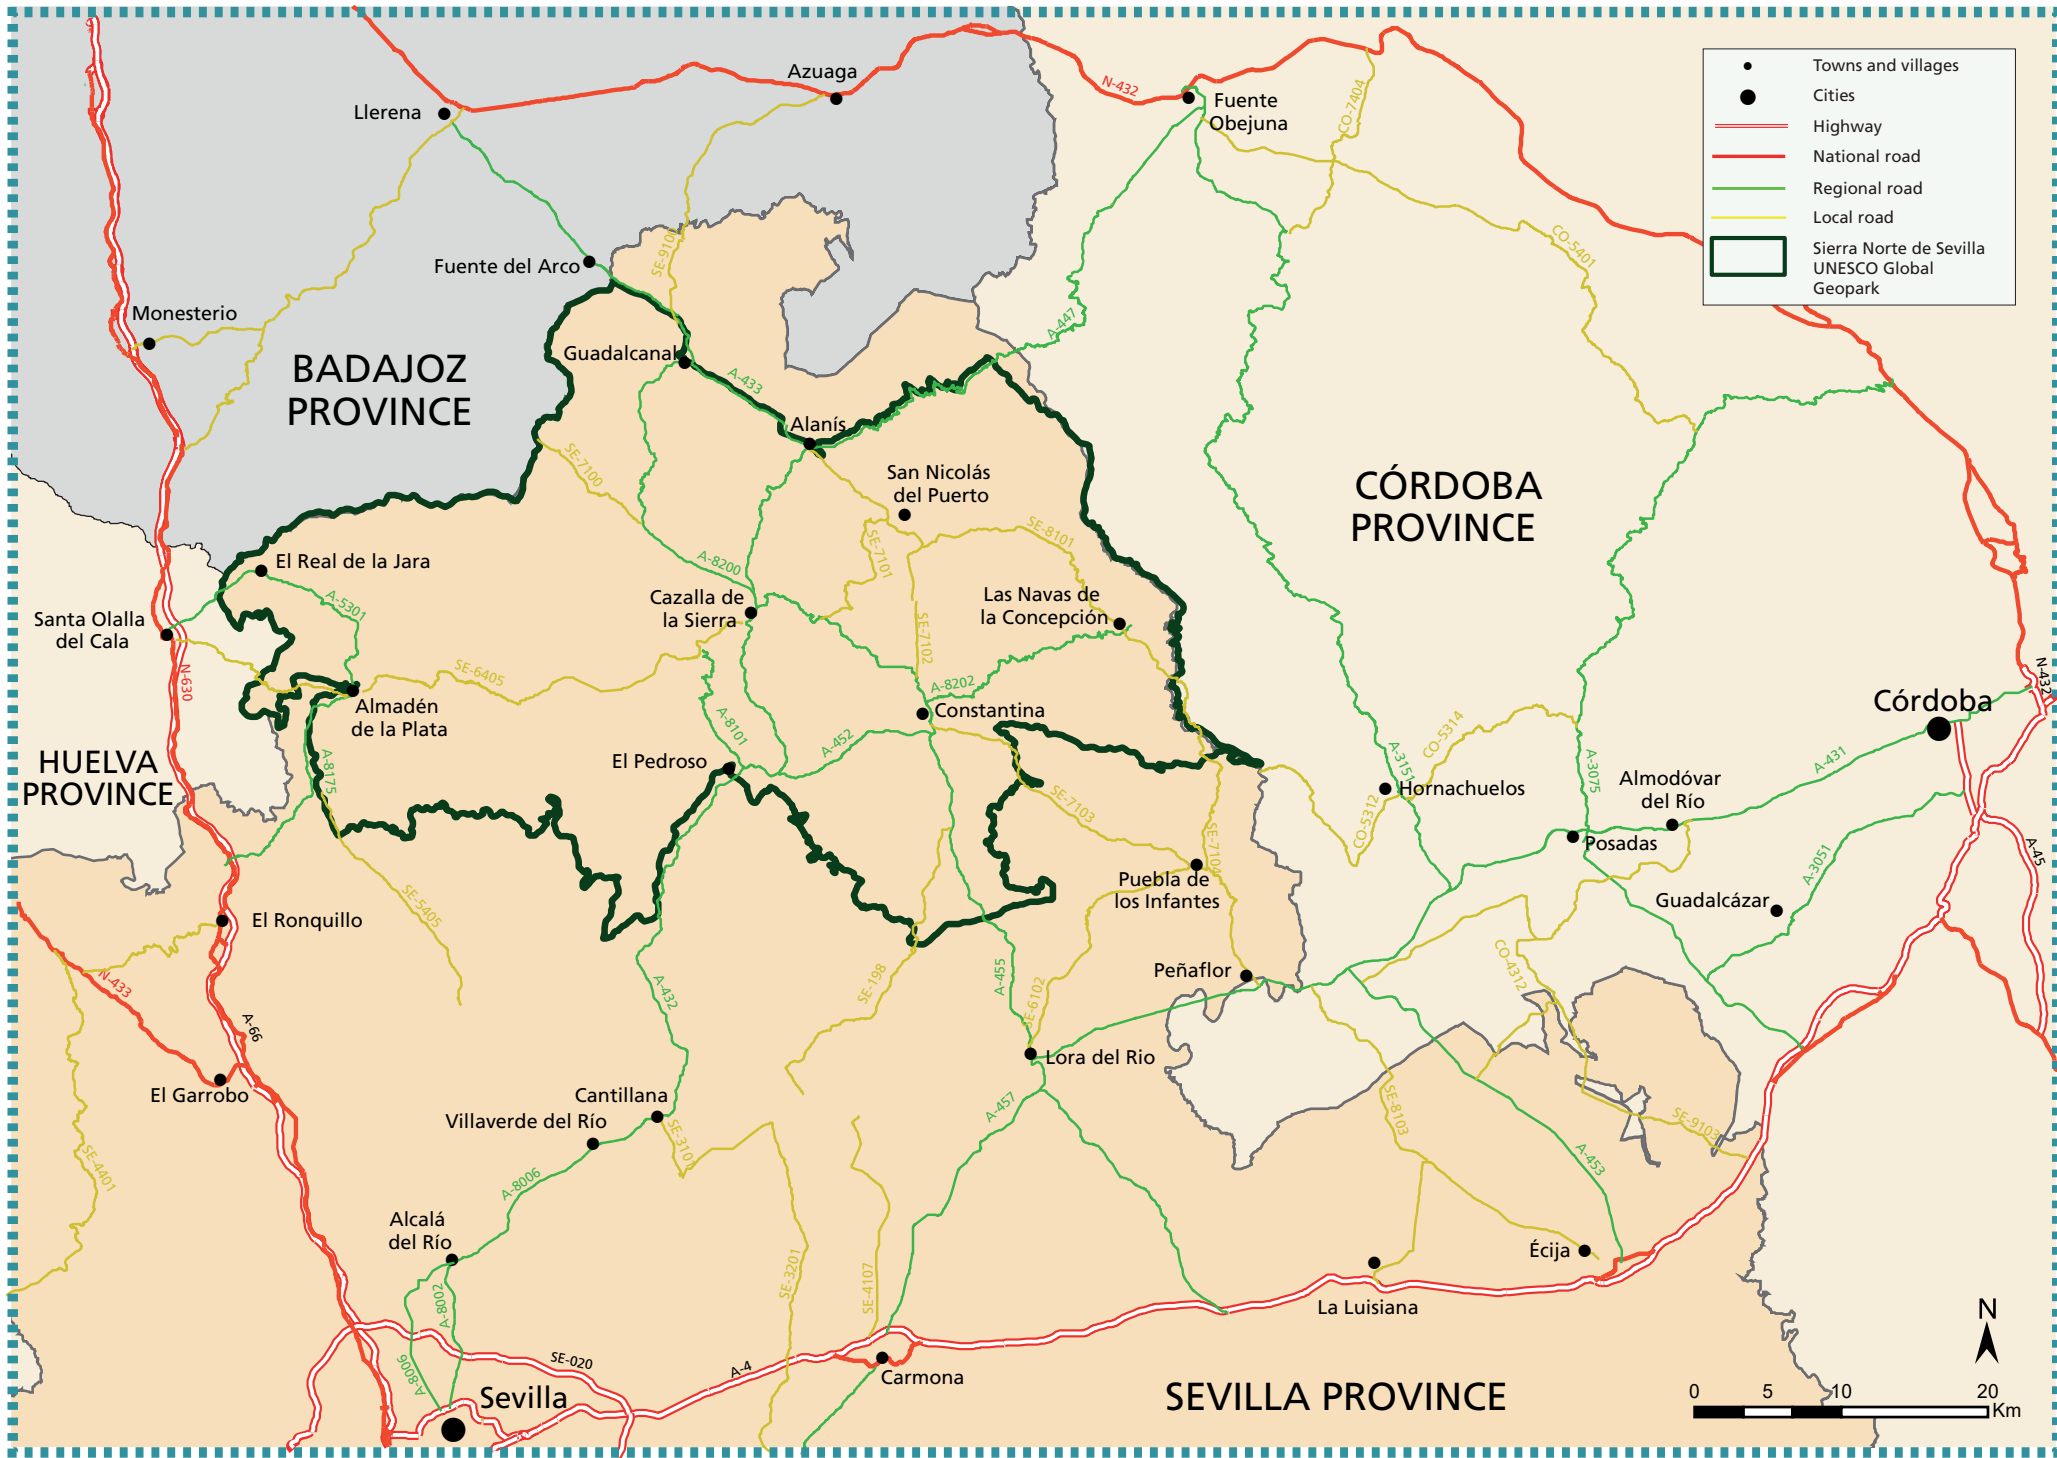 Azuaga
Llerena
N-432
Fuente
Obejuna
CO-7404
Towns and villages
Cities
Highway
National road
Regional road
Local road
Sierra Norte de Sevilla
UNESCO Global
Geopark
Fuente del Arco
SE-9100
CO-5401
Monesterio
BADAJOZ
PROVINCE
Guadalcanal
A-433
A-447
Alanís
SE-7100
San Nicolás
del Puerto
CÓRDOBA
PROVINCE
SE-7101
SE-8101
El Real de la Jara
A-8200
A-5301
Cazalla de
la Sierra
Las Navas de
la Concepción
Santa Olalla
del Cala
SE-7102
N-630
SE-6405
A-8202
N-432
Almadén
de la Plata
A-8101
Constantina
A-452
Córdoba
CO-5314
HUELVA
PROVINCE
A-8175
El Pedroso
A-3151
Hornachuelos
A-3075
Almodóvar
del Río
A-431
SE-7103
SE-7104
CO-5312
Posadas
A-45
A-3051
Puebla de
los Infantes
Guadalcázar
SE-5405
El Ronquillo
N-433
A-432
SE-198
A-455
SE-6102
Peñaflor
CO-4312
A-66
Lora del Rio
El Garrobo
Cantillana
Villaverde del Río
A-457
SE-8103
SE-9103
SE-3101
SE-4401
A-8006
A-453
Alcalá
del Río
A-8002
SE-3201
SE-4107
Écija
La Luisiana
N
A-8006
SE-020
A-4
Carmona
Sevilla
SEVILLA PROVINCE
0 5 10 20
Km